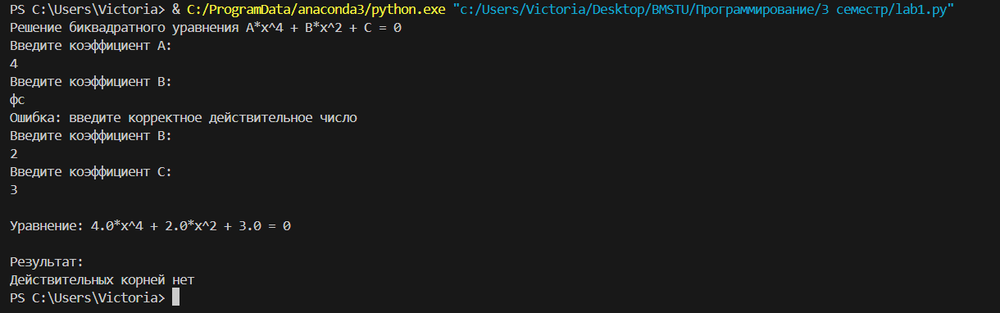 PS C:\Users\Victoria> & C:/ProgramData/anaconda3/python.exe "c:/Users/Victoria/Desktop/BMSTU/Программирование/3 семестр/lab1.py"
Решение биквадратного уравнения A*x^4 + B*x^2 + C = 0
Введите коэффициент A:
4
Введите коэффициент B:
фс
Ошибка: введите корректное действительное число
Введите коэффициент B:
2
Введите коэффициент C:
3
Уравнение: 4.0*x^4 + 2.0*x^2 + 3.0 = 0
Результат:
Действительных корней нет
PS C:\Users\Victoria>